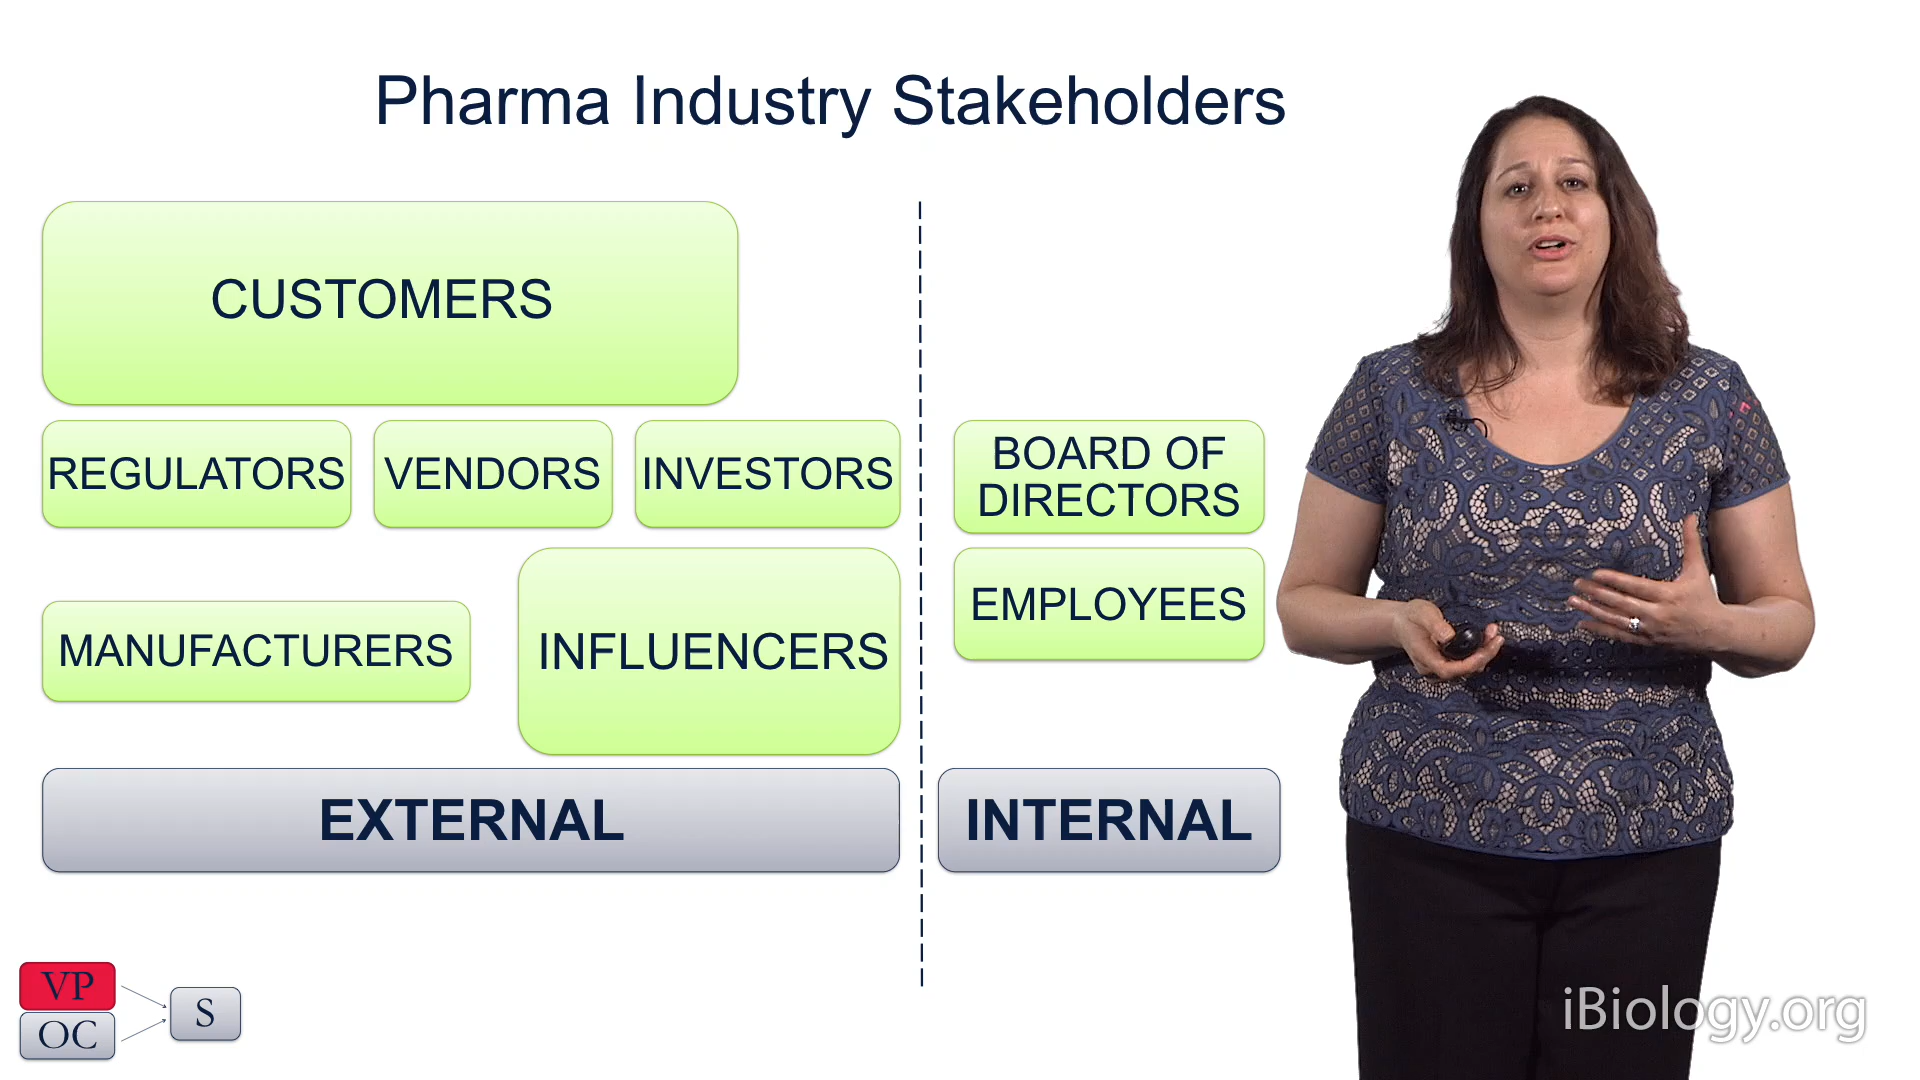 Pharma Industry Stakeholders
CUSTOMERS
REGULATORS
VENDORS
INVESTORS
BOARD OF
DIRECTORS
MANUFACTURERS
INFLUENCERS
EMPLOYEES
EXTERNAL
INTERNAL
VP
OC
S
iBiology.org